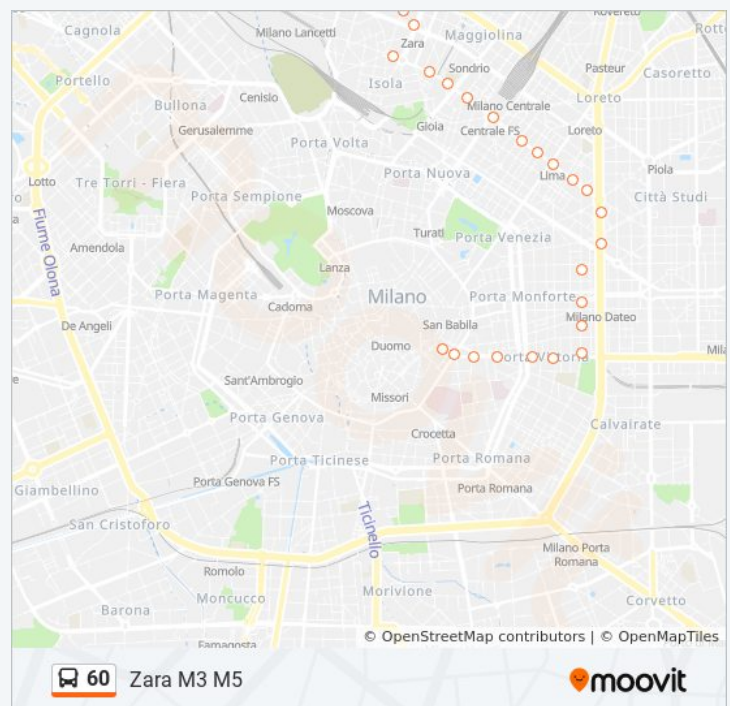 Cagnola
Milano Lancetti
Zara
Maggiolina
Rovereto
Sondrio
Pasteur
Casoretto
Isola
Portello
Cenisio
Loreto
Bullona
Milano Centrale
Gioia
Centrale FS
Loreto
Gerusalemme
Porta Volta
Lima
Piola
Lotto
Tre Torri - Fiera
Porta Nuova
Porta Sempione
Città Studi
Moscova
Fiume Olona
Turati
Porta Venezia
Amendola
Lanza
Porta Magenta
Cadorna
Milano
Porta Monforte
De Angeli
San Babila
Milano Dateo
Duomo
Porta Vittoria
Sant'Ambrogio
Missori
Porta Genova
Calvairate
Crocetta
Porta Ticinese
Porta Romana
Giambellino
Porta Genova FS
Porta Romana
San Cristoforo
Ticinello
Milano Porta
Romana
Romolo
Morivione
Moncucco
Corvetto
Barona
Famagosta
© OpenStreetMap contributors | © OpenMapTiles
60 Zara M3 M5
moovit